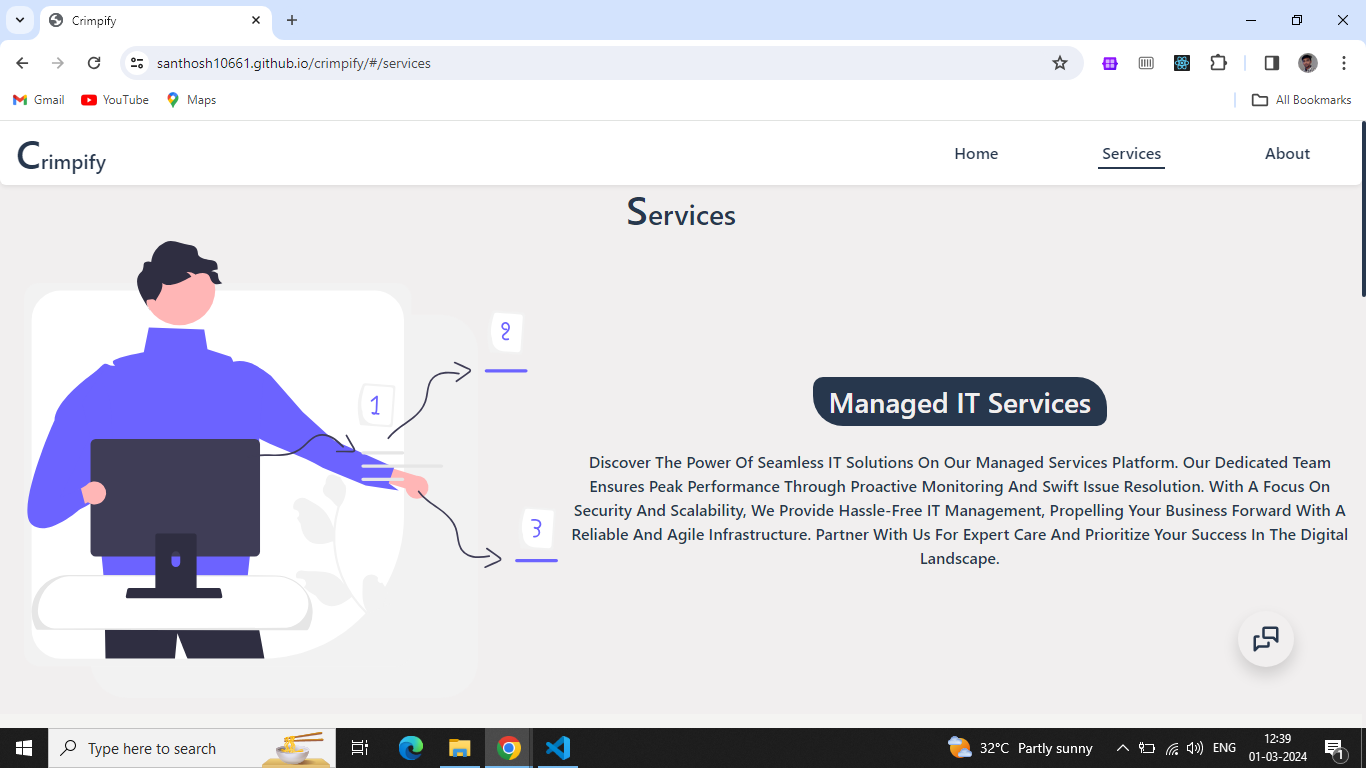 Crimpify
santhosh10661.github.io/crimpify/#/services
Gmail
YouTube
Maps
All Bookmarks
Crimpify
Home
Services
About
Services
2
1
3
Managed IT Services
Discover The Power Of Seamless IT Solutions On Our Managed Services Platform. Our Dedicated Team
Ensures Peak Performance Through Proactive Monitoring And Swift Issue Resolution. With A Focus On
Security And Scalability, We Provide Hassle-Free IT Management, Propelling Your Business Forward With A
Reliable And Agile Infrastructure. Partner With Us For Expert Care And Prioritize Your Success In The Digital
Landscape.
Type here to search
32°C Partly sunny
ENG
12:39
01-03-2024
1